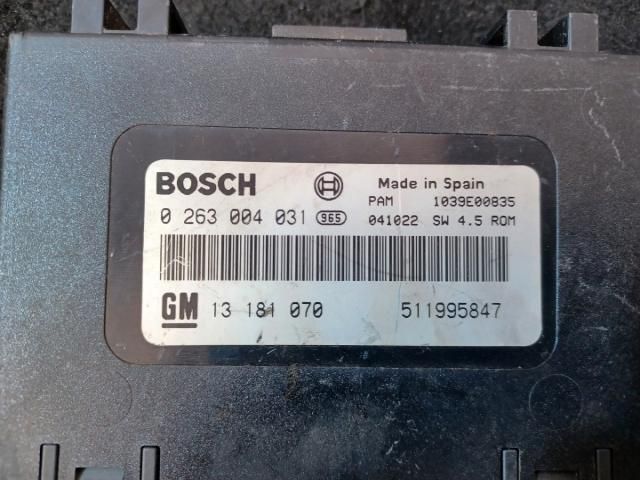 BOSCH Made in Spain
PAM 1039E00835
0 263 004 031 965 041022 SW 4.5 ROM
GM 13 181 070 511995847